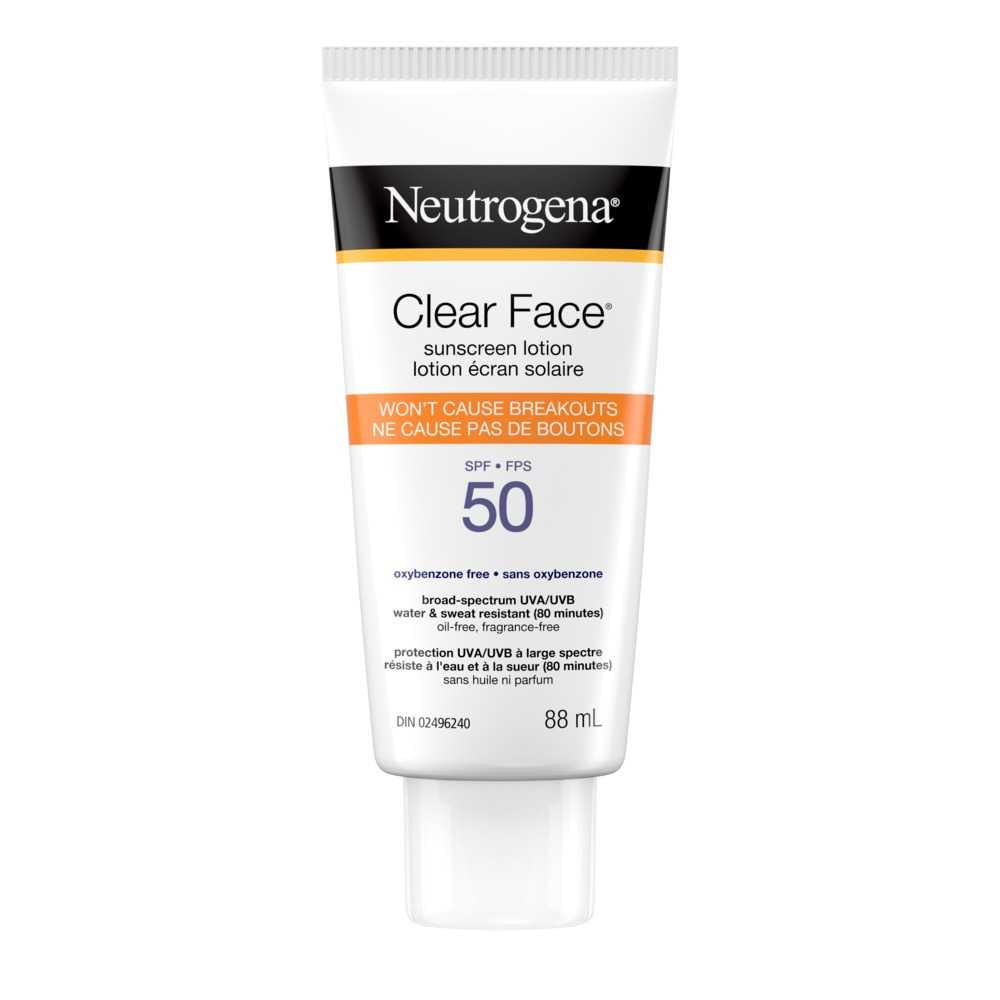 Neutrogena®
Clear Face®
sunscreen lotion
lotion écran solaire
WON'T CAUSE BREAKOUTS
NE CAUSE PAS DE BOUTONS
SPF • FPS
50
oxybenzone free • sans oxybenzone
broad-spectrum UVA/UVB
water & sweat resistant (80 minutes)
oil-free, fragrance-free
protection UVA/UVB à large spectre
résiste à l'eau et à la sueur (80 minutes)
sans huile ni parfum
DIN 02496240 88 mL